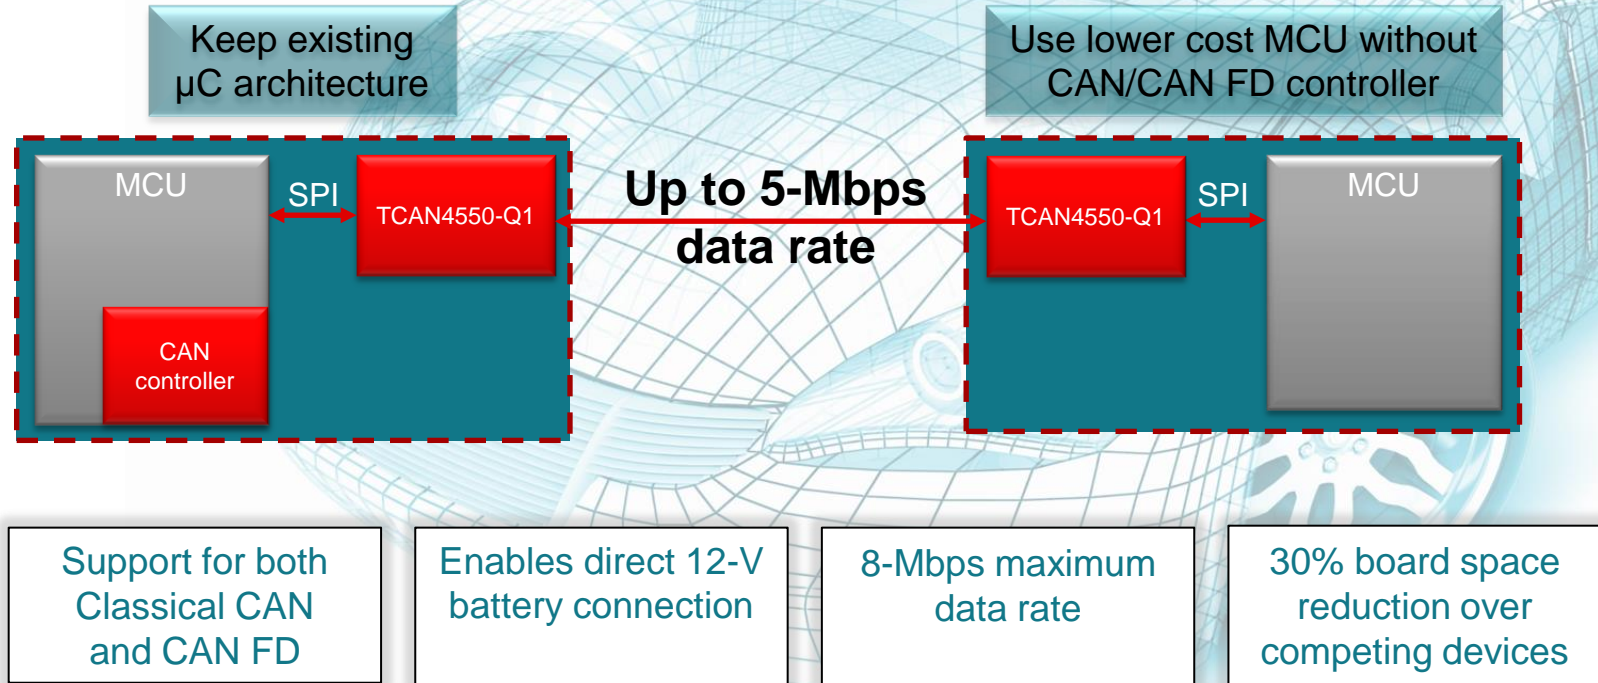 Keep existing
µC architecture
Use lower cost MCU without
CAN/CAN FD controller
MCU
SPI
TCAN4550-Q1
CAN
controller
Up to 5-Mbps
data rate
TCAN4550-Q1
SPI
MCU
Support for both
Classical CAN
and CAN FD
Enables direct 12-V
battery connection
8-Mbps maximum
data rate
30% board space
reduction over
competing devices